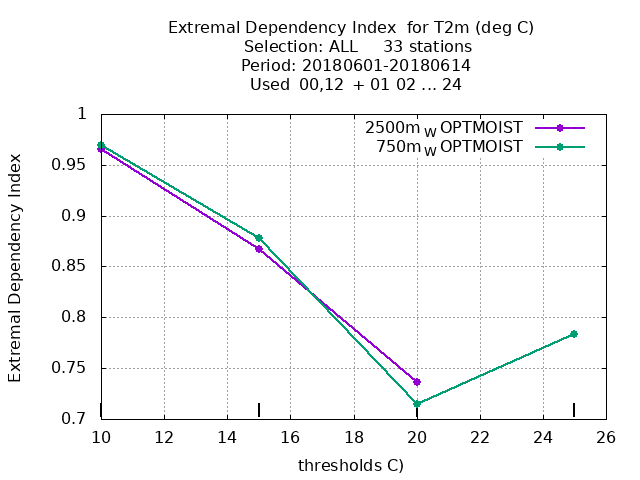 Extremal Dependency Index  for T2m (deg C)
Selection: ALL     33 stations
Period: 20180601-20180614
Used  00,12  + 01 02 ... 24
2500m W OPTMOIST
750m W OPTMOIST
Extremal Dependency Index
1
0.95
0.9
0.85
0.8
0.75
0.7
10 12 14 16 18 20 22 24 26
thresholds C)